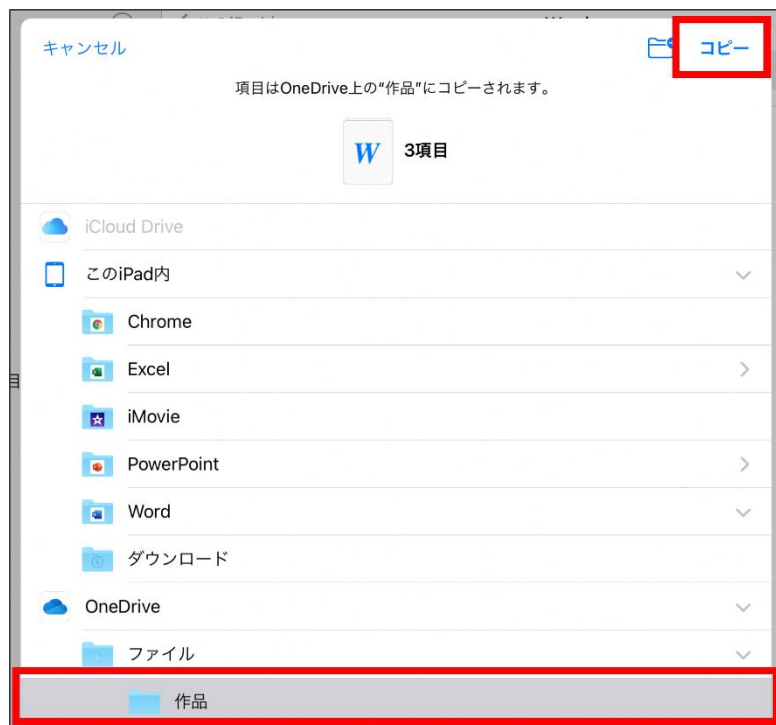 キャンセル
コピー
項目はOneDrive上の“作品”にコピーされます。
W
3項目
iCloud Drive
このiPad内
Chrome
Excel
iMovie
PowerPoint
Word
ダウンロード
OneDrive
ファイル
作品